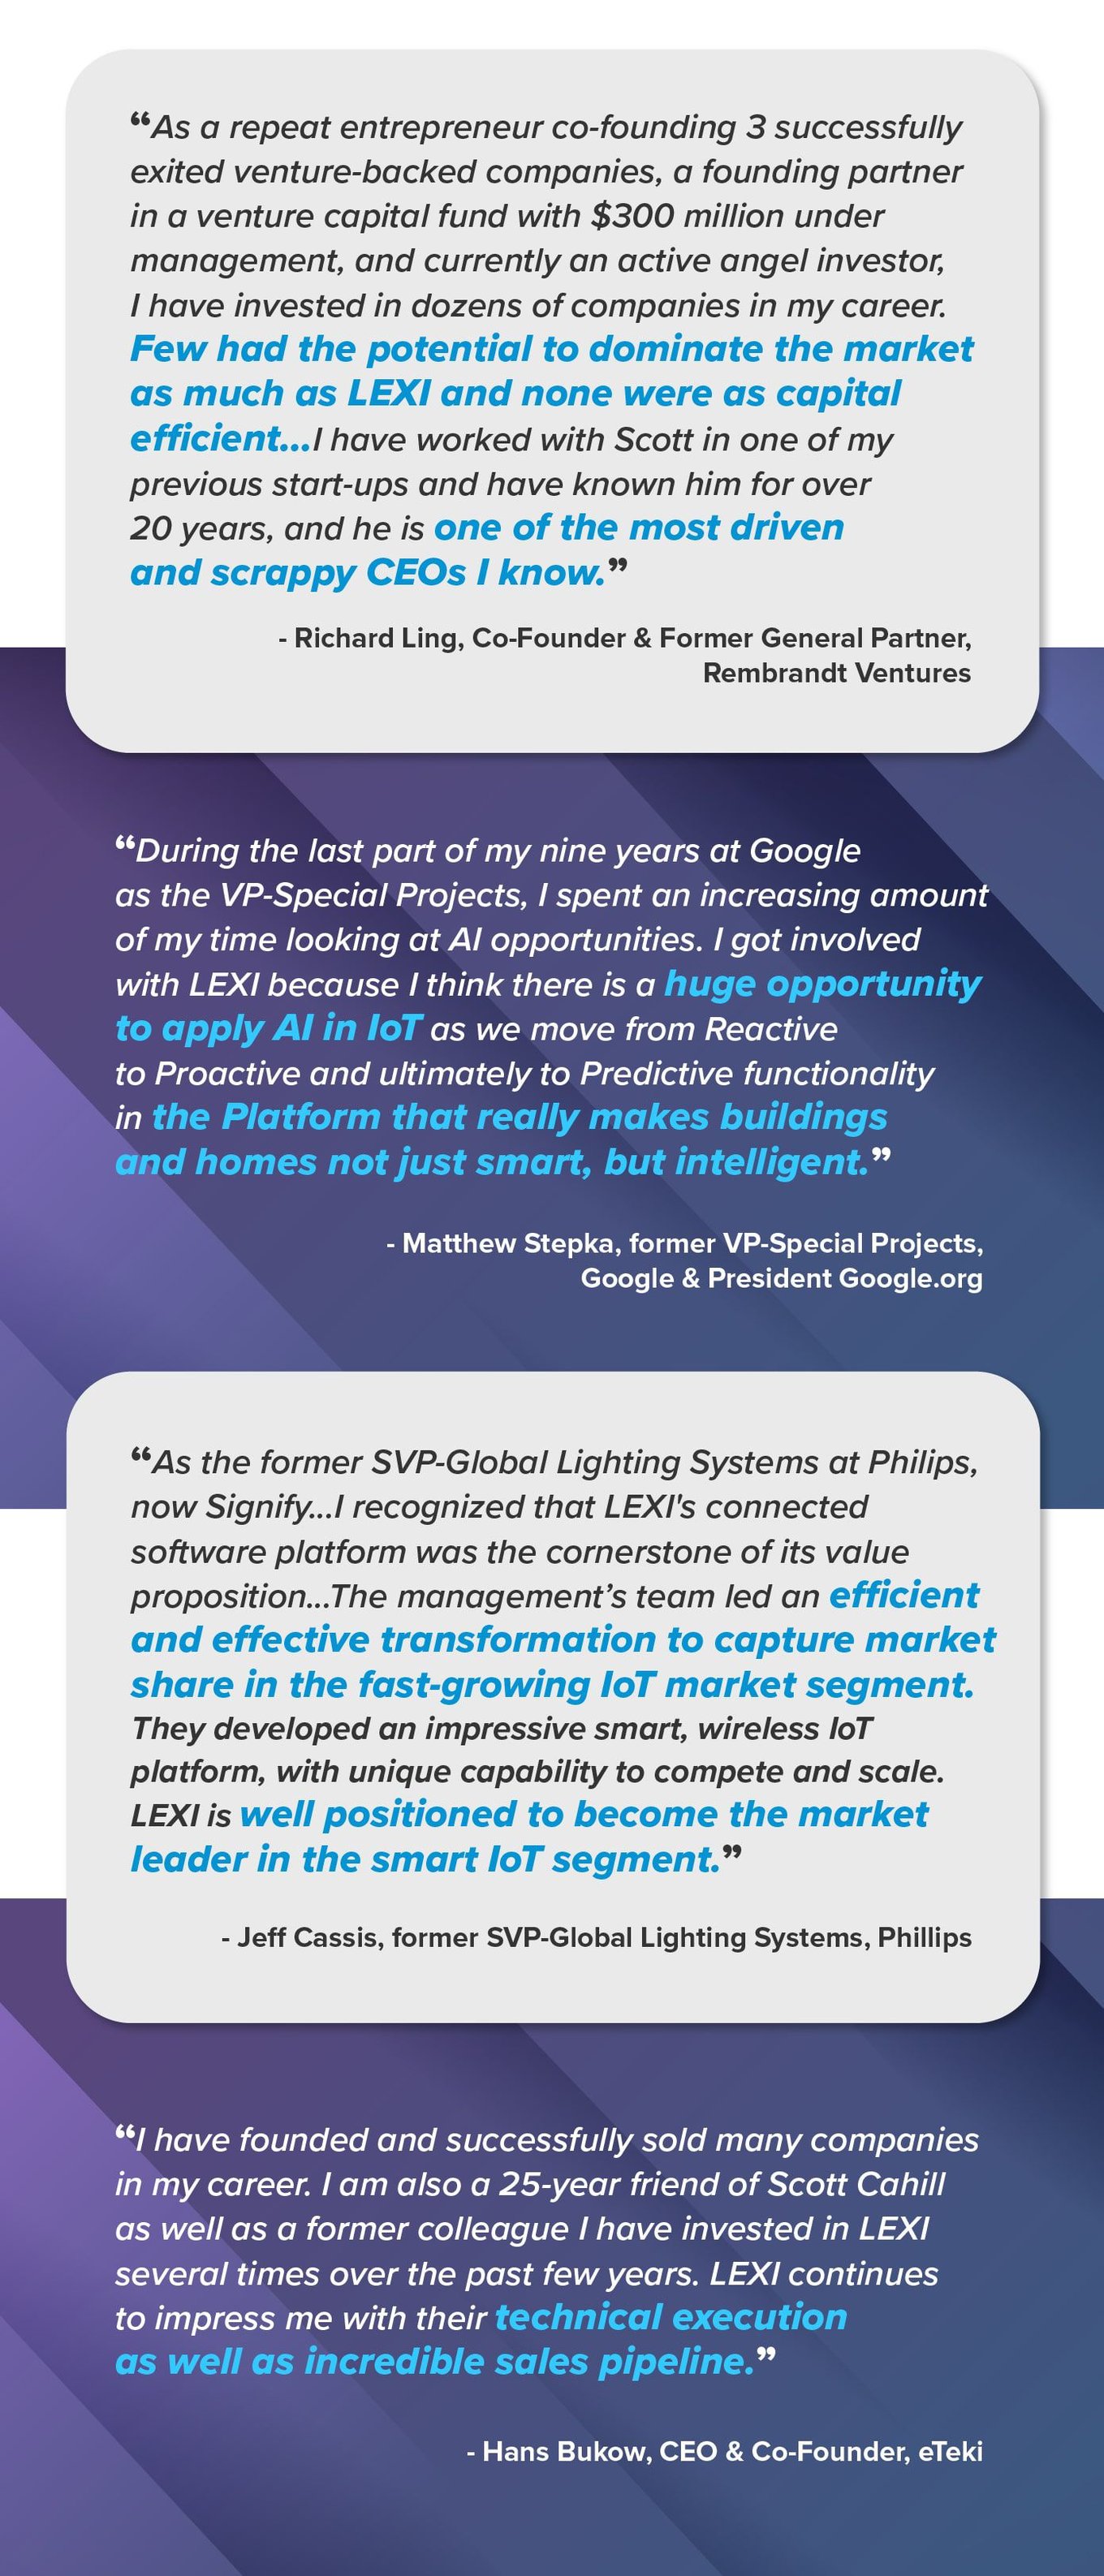 “As a repeat entrepreneur co-founding 3 successfully
exited venture-backed companies, a founding partner
in a venture capital fund with $300 million under
management, and currently an active angel investor,
I have invested in dozens of companies in my career.
Few had the potential to dominate the market
as much as LEXI and none were as capital
efficient...I have worked with Scott in one of my
previous start-ups and have known him for over
20 years, and he is one of the most driven
and scrappy CEOs I know.”
- Richard Ling, Co-Founder & Former General Partner,
Rembrandt Ventures
“During the last part of my nine years at Google
as the VP-Special Projects, I spent an increasing amount
of my time looking at AI opportunities. I got involved
with LEXI because I think there is a huge opportunity
to apply AI in IoT as we move from Reactive
to Proactive and ultimately to Predictive functionality
in the Platform that really makes buildings
and homes not just smart, but intelligent.”
- Matthew Stepka, former VP-Special Projects,
Google & President Google.org
“As the former SVP-Global Lighting Systems at Philips,
now Signify...I recognized that LEXI's connected
software platform was the cornerstone of its value
proposition...The management’s team led an efficient
and effective transformation to capture market
share in the fast-growing IoT market segment.
They developed an impressive smart, wireless IoT
platform, with unique capability to compete and scale.
LEXI is well positioned to become the market
leader in the smart IoT segment.”
- Jeff Cassis, former SVP-Global Lighting Systems, Phillips
“I have founded and successfully sold many companies
in my career. I am also a 25-year friend of Scott Cahill
as well as a former colleague I have invested in LEXI
several times over the past few years. LEXI continues
to impress me with their technical execution
as well as incredible sales pipeline.”
- Hans Bukow, CEO & Co-Founder, eTeki